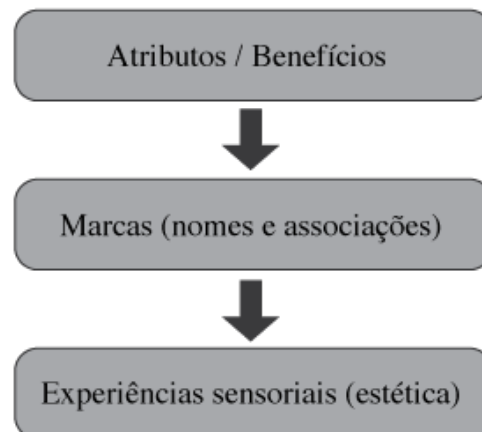 Atributos / Benefícios
Marcas (nomes e associações)
Experiências sensoriais (estética)